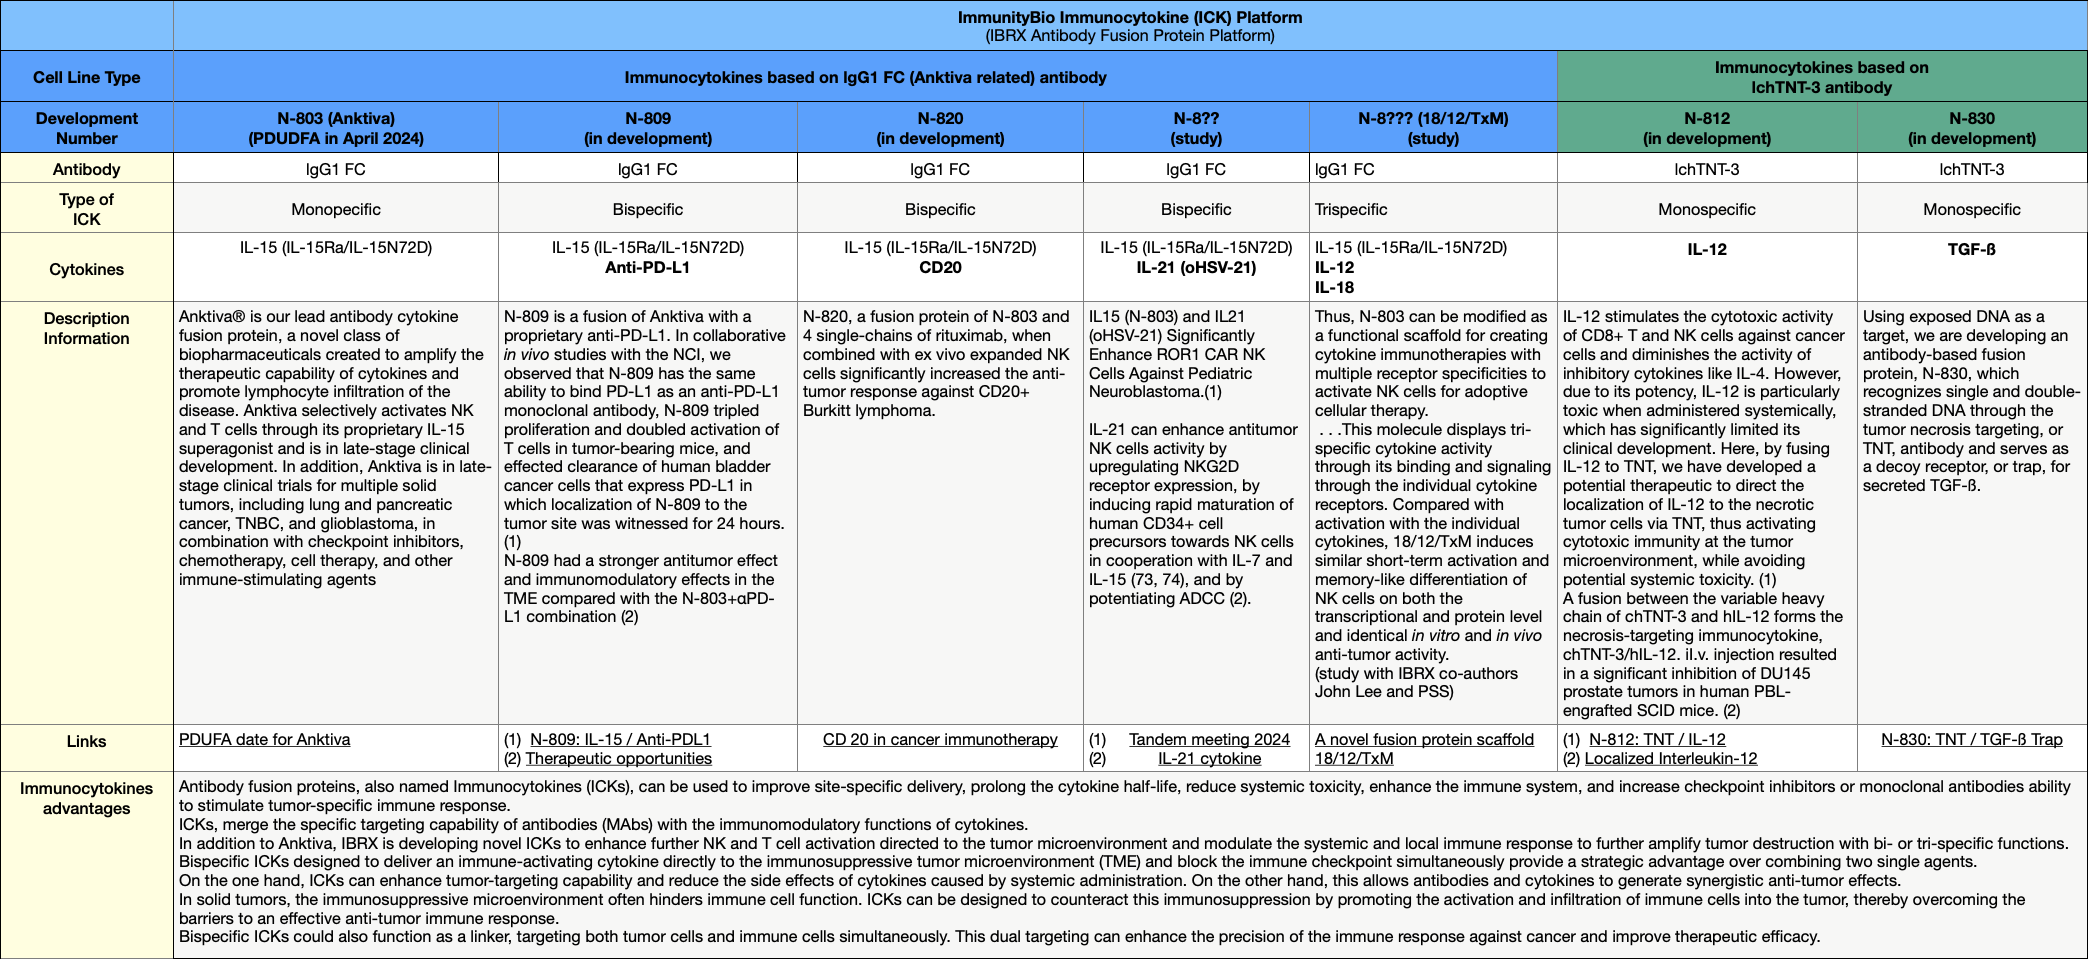 ImmunityBio Immunocytokine (ICK) Platform
(IBRX Antibody Fusion Protein Platform)
Cell Line Type
Immunocytokines based on IgG1 FC (Anktiva related) antibody
Immunocytokines based on
IchTNT-3 antibody
Development
Number
N-803 (Anktiva)
(PDUDFA in April 2024)
N-809
(in development)
N-820
(in development)
N-8??
(study)
N-8??? (18/12/TxM)
(study)
N-812
(in development)
N-830
(in development)
Antibody
IgG1 FC
IgG1 FC
IgG1 FC
IgG1 FC
IgG1 FC
IchTNT-3
IchTNT-3
Type of
ICK
Monopecific
Bispecific
Bispecific
Bispecific
Trispecific
Monospecific
Monospecific
Cytokines
IL-15 (IL-15Ra/IL-15N72D)
IL-15 (IL-15Ra/IL-15N72D)
Anti-PD-L1
IL-15 (IL-15Ra/IL-15N72D)
CD20
IL-15 (IL-15Ra/IL-15N72D)
IL-21 (oHSV-21)
IL-15 (IL-15Ra/IL-15N72D)
IL-12
IL-18
IL-12
TGF-ß
Description
Information
Anktiva® is our lead antibody cytokine
fusion protein, a novel class of
biopharmaceuticals created to amplify the
therapeutic capability of cytokines and
promote lymphocyte infiltration of the
disease. Anktiva selectively activates NK
and T cells through its proprietary IL-15
superagonist and is in late-stage clinical
development. In addition, Anktiva is in late-
stage clinical trials for multiple solid
tumors, including lung and pancreatic
cancer, TNBC, and glioblastoma, in
combination with checkpoint inhibitors,
chemotherapy, cell therapy, and other
immune-stimulating agents
N-809 is a fusion of Anktiva with a
proprietary anti-PD-L1. In collaborative
in vivo studies with the NCI, we
observed that N-809 has the same
ability to bind PD-L1 as an anti-PD-L1
monoclonal antibody, N-809 tripled
proliferation and doubled activation of
T cells in tumor-bearing mice, and
effected clearance of human bladder
cancer cells that express PD-L1 in
which localization of N-809 to the
tumor site was witnessed for 24 hours.
(1)
N-809 had a stronger antitumor effect
and immunomodulatory effects in the
TME compared with the N-803+αPD-
L1 combination (2)
N-820, a fusion protein of N-803 and
4 single-chains of rituximab, when
combined with ex vivo expanded NK
cells significantly increased the anti-
tumor response against CD20+
Burkitt lymphoma.
IL15 (N-803) and IL21
(oHSV-21) Significantly
Enhance ROR1 CAR NK
Cells Against Pediatric
Neuroblastoma.(1)
IL-21 can enhance antitumor
NK cells activity by
upregulating NKG2D
receptor expression, by
inducing rapid maturation of
human CD34+ cell
precursors towards NK cells
in cooperation with IL-7 and
IL-15 (73, 74), and by
potentiating ADCC (2).
Thus, N-803 can be modified as
a functional scaffold for creating
cytokine immunotherapies with
multiple receptor specificities to
activate NK cells for adoptive
cellular therapy.
. . .This molecule displays tri-
specific cytokine activity
through its binding and signaling
through the individual cytokine
receptors. Compared with
activation with the individual
cytokines, 18/12/TxM induces
similar short-term activation and
memory-like differentiation of
NK cells on both the
transcriptional and protein level
and identical in vitro and in vivo
anti-tumor activity.
(study with IBRX co-authors
John Lee and PSS)
IL-12 stimulates the cytotoxic activity
of CD8+ T and NK cells against cancer
cells and diminishes the activity of
inhibitory cytokines like IL-4. However,
due to its potency, IL-12 is particularly
toxic when administered systemically,
which has significantly limited its
clinical development. Here, by fusing
IL-12 to TNT, we have developed a
potential therapeutic to direct the
localization of IL-12 to the necrotic
tumor cells via TNT, thus activating
cytotoxic immunity at the tumor
microenvironment, while avoiding
potential systemic toxicity. (1)
A fusion between the variable heavy
chain of chTNT-3 and hIL-12 forms the
necrosis-targeting immunocytokine,
chTNT-3/hIL-12. iI.v. injection resulted
in a significant inhibition of DU145
prostate tumors in human PBL-
engrafted SCID mice. (2)
Using exposed DNA as a
target, we are developing an
antibody-based fusion
protein, N-830, which
recognizes single and double-
stranded DNA through the
tumor necrosis targeting, or
TNT, antibody and serves as
a decoy receptor, or trap, for
secreted TGF-ß.
Links
PDUFA date for Anktiva
(1) N-809: IL-15 / Anti-PDL1
(2) Therapeutic opportunities
CD 20 in cancer immunotherapy
(1) Tandem meeting 2024
(2) IL-21 cytokine
A novel fusion protein scaffold
18/12/TxM
(1) N-812: TNT / IL-12
(2) Localized Interleukin-12
N-830: TNT / TGF-ß Trap
Immunocytokines
advantages
Antibody fusion proteins, also named Immunocytokines (ICKs), can be used to improve site-specific delivery, prolong the cytokine half-life, reduce systemic toxicity, enhance the immune system, and increase checkpoint inhibitors or monoclonal antibodies ability
to stimulate tumor-specific immune response.
ICKs, merge the specific targeting capability of antibodies (MAbs) with the immunomodulatory functions of cytokines.
In addition to Anktiva, IBRX is developing novel ICKs to enhance further NK and T cell activation directed to the tumor microenvironment and modulate the systemic and local immune response to further amplify tumor destruction with bi- or tri-specific functions.
Bispecific ICKs designed to deliver an immune-activating cytokine directly to the immunosuppressive tumor microenvironment (TME) and block the immune checkpoint simultaneously provide a strategic advantage over combining two single agents.
On the one hand, ICKs can enhance tumor-targeting capability and reduce the side effects of cytokines caused by systemic administration. On the other hand, this allows antibodies and cytokines to generate synergistic anti-tumor effects.
In solid tumors, the immunosuppressive microenvironment often hinders immune cell function. ICKs can be designed to counteract this immunosuppression by promoting the activation and infiltration of immune cells into the tumor, thereby overcoming the
barriers to an effective anti-tumor immune response.
Bispecific ICKs could also function as a linker, targeting both tumor cells and immune cells simultaneously. This dual targeting can enhance the precision of the immune response against cancer and improve therapeutic efficacy.